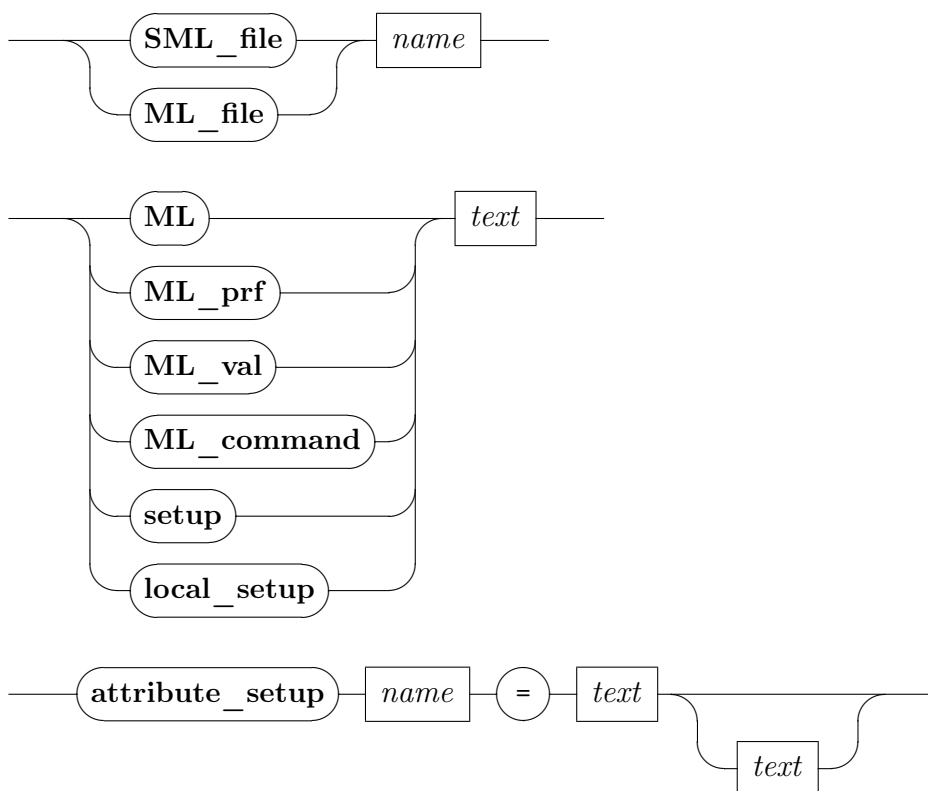 SML_file name
ML_file
ML text
ML_prf
ML_val
ML_command
setup
local_setup
attribute_setup name = text
text